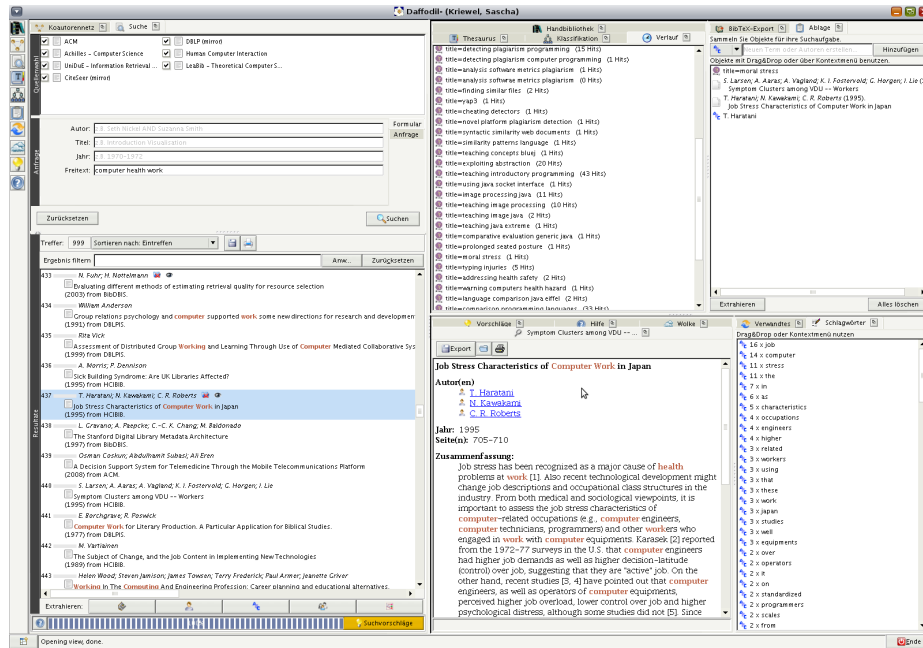 Daffodil- (Kriewel, Sascha)
Koautorennetz
Suche
Quellenwahl
ACM
DBLP (mirror)
Achilles - Computer Science
Human Computer Interaction
UniDuE - Information Retrieval ...
LeaBib - Theoretical Computer S...
CiteSeer (mirror)
Anfrage
Autor: z.B. Seth Nickel AND Suzanna Smith
Titel: z.B. Introduction Visualisation
Jahr: z.B. 1970-1972
Freitext: computer health work
Formular
Anfrage
Zurücksetzen
Suchen
Treffer: 999 Sortieren nach: Eintreffen
Ergebnis filtern
Anw...
Zurücksetzen
Resultate
433 N. Fuhr; H. Nottelmann
Evaluating different methods of estimating retrieval quality for resource selection
(2003) from BibDBIS.
434 William Anderson
Group relations psychology and computer supported work some new directions for research and development
(1991) from DBLPIS.
435 Rita Vick
Assessment of Distributed Group Working and Learning Through Use of Computer Mediated Collaborative Sys
(1999) from DBLPIS.
436 A. Morris; P. Dennison
Sick Building Syndrome: Are UK Libraries Affected?
(1995) from HCIBIB.
437 T. Haratani; N. Kawakami; C. R. Roberts
Job Stress Characteristics of Computer Work in Japan
(1995) from HCIBIB.
438 L. Gravano; A. Paepcke; C.-C. K. Chang; M. Baldonado
The Stanford Digital Library Metadata Architecture
(1997) from BibDBIS.
439 Osman Coskun; Abdulhamit Subasi; Ali Eren
A Decision Support System for Telemedicine Through the Mobile Telecommunications Platform
(2008) from ACM.
440 S. Larsen; A. Aaras; A. Vagland; K. I. Fostervold; G. Horgen; I. Lie
Symptom Clusters among VDU -- Workers
(1995) from HCIBIB.
441 E. Borchgrave; R. Poswick
Computer Work for Literary Production. A Particular Application for Biblical Studies.
(1977) from DBLPIS.
442 M. Vartiainen
The Subject of Change, and the Job Content in Implementing New Technologies
(1989) from HCIBIB.
443 Helen Wood; Steven Jamison; James Towsen; Terry Frederick; Paul Armer; Jeanette Griver
Working In The Computing And Engineering Profession: Career planning and educational alternatives.
Extrahieren:
Suchvorschläge
Opening view, done.
Handbibliothek
Thesaurus
Klassifikation
Verlauf
title=detecting plagiarism programming (15 Hits)
title=detecting plagiarism computer programming (1 Hits)
title=analysis software metrics plagiarism (1 Hits)
title=analysis softwrae metrics plagiarism (0 Hits)
title=finding similar files (2 Hits)
title=yap3 (1 Hits)
title=cheating detectors (1 Hits)
title=novel platform plagiarism detection (1 Hits)
title=syntactic similarity web documents (1 Hits)
title=similarity patterns language (1 Hits)
title=teaching concepts bluej (1 Hits)
title=exploiting abstraction (20 Hits)
title=teaching introductory programming (43 Hits)
title=using java socket interface (1 Hits)
title=image processing java (11 Hits)
title=teaching image processing (10 Hits)
title=teaching image java (2 Hits)
title=teaching java extreme (1 Hits)
title=comparative evaluation generic java (1 Hits)
title=prolonged seated posture (1 Hits)
title=moral stress (1 Hits)
title=typing injuries (5 Hits)
title=addressing health safety (2 Hits)
title=warning computers health hazard (1 Hits)
title=language comparison java eiffel (2 Hits)
title=comparison programming languages (33 Hits)
BibTeX-Export
Ablage
Sammeln Sie Objekte für ihre Suchaufgabe.
Neuen Term oder Autoren erstellen...
Hinzufügen
Objekte mit Drag&Drop oder über Kontextmenü benutzen.
title=moral stress
S. Larsen; A. Aaras; A. Vagland; K. I. Fostervold; G. Horgen; I. Lie (
Symptom Clusters among VDU -- Workers
T. Haratani; N. Kawakami; C. R. Roberts (1995).
Job Stress Characteristics of Computer Work in Japan
T. Haratani
Extrahieren
Alles löschen
Vorschläge
Hilfe
Wolke
Symptom Clusters among VDU -- ...
Export
Job Stress Characteristics of Computer Work in Japan
Autor(en)
T. Haratani
N. Kawakami
C. R. Roberts
Jahr: 1995
Seite(n): 705-710
Zusammenfassung:
Job stress has been recognized as a major cause of health
problems at work [1]. Also recent technological development might
change job descriptions and occupational class structures in the
industry. From both medical and sociological viewpoints, it is
important to assess the job stress characteristics of
computer-related occupations (e.g., computer engineers,
computer technicians, programmers) and other workers who
engaged in work with computer equipments. Karasek [2] reported
from the 1972-77 surveys in the U.S. that computer engineers
had higher job demands as well as higher decision-latitude
(control) over job, suggesting that they are "active" job. On the
other hand, recent studies [3, 4] have pointed out that computer
engineers, as well as operators of computer equipments,
perceived higher job overload, lower control over job and higher
psychological distress, although some studies did not [5]. Since
Verwandtes
Schlagwörter
Drag&Drop oder Kontextmenü nutzen
16 x job
14 x computer
11 x stress
11 x the
7 x in
6 x as
5 x characteristics
4 x occupations
4 x engineers
4 x higher
3 x related
3 x workers
3 x using
3 x that
3 x these
3 x work
3 x japan
3 x studies
3 x well
3 x equipments
2 x over
2 x operators
2 x it
2 x on
2 x standardized
2 x programmers
2 x scales
2 x from
Ende